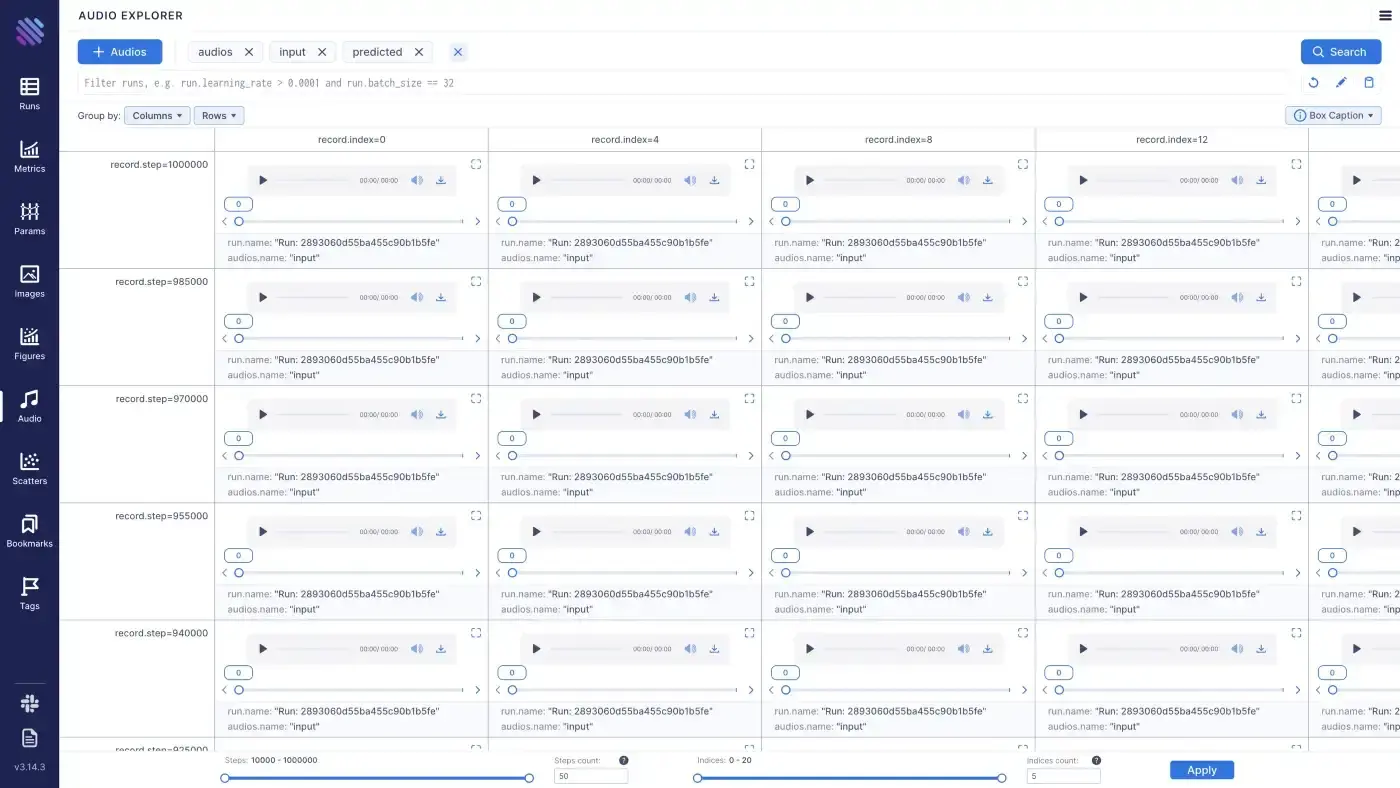 AUDIO EXPLORER
Audios
audios input predicted
Search
Filter runs, e.g. run.learning_rate > 0.0001 and run.batch_size == 32
Group by: Columns Rows
Box Caption
Runs
Metrics
Params
Images
Figures
Audio
Scatters
Bookmarks
Tags
v3.14.3
record.index=0 record.index=4 record.index=8 record.index=12
record.step=1000000
00:00/ 00:00 00:00/ 00:00 00:00/ 00:00 00:00/ 00:00
0 0 0 0 0
run.name: "Run: 2893060d55ba455c90b1b5fe" run.name: "Run: 2893060d55ba455c90b1b5fe" run.name: "Run: 2893060d55ba455c90b1b5fe" run.name: "Run: 2893060d55ba455c90b1b5fe" run.name: "Run: 2
audios.name: "input" audios.name: "input" audios.name: "input" audios.name: "input" audios.name: "inp
record.step=985000
00:00/ 00:00 00:00/ 00:00 00:00/ 00:00 00:00/ 00:00
0 0 0 0 0
run.name: "Run: 2893060d55ba455c90b1b5fe" run.name: "Run: 2893060d55ba455c90b1b5fe" run.name: "Run: 2893060d55ba455c90b1b5fe" run.name: "Run: 2893060d55ba455c90b1b5fe" run.name: "Run: 2
audios.name: "input" audios.name: "input" audios.name: "input" audios.name: "input" audios.name: "inp
record.step=970000
00:00/ 00:00 00:00/ 00:00 00:00/ 00:00 00:00/ 00:00
0 0 0 0 0
run.name: "Run: 2893060d55ba455c90b1b5fe" run.name: "Run: 2893060d55ba455c90b1b5fe" run.name: "Run: 2893060d55ba455c90b1b5fe" run.name: "Run: 2893060d55ba455c90b1b5fe" run.name: "Run: 2
audios.name: "input" audios.name: "input" audios.name: "input" audios.name: "input" audios.name: "inp
record.step=955000
00:00/ 00:00 00:00/ 00:00 00:00/ 00:00 00:00/ 00:00
0 0 0 0 0
run.name: "Run: 2893060d55ba455c90b1b5fe" run.name: "Run: 2893060d55ba455c90b1b5fe" run.name: "Run: 2893060d55ba455c90b1b5fe" run.name: "Run: 2893060d55ba455c90b1b5fe" run.name: "Run: 2
audios.name: "input" audios.name: "input" audios.name: "input" audios.name: "input" audios.name: "inp
record.step=940000
00:00/ 00:00 00:00/ 00:00 00:00/ 00:00 00:00/ 00:00
0 0 0 0 0
run.name: "Run: 2893060d55ba455c90b1b5fe" run.name: "Run: 2893060d55ba455c90b1b5fe" run.name: "Run: 2893060d55ba455c90b1b5fe" run.name: "Run: 2893060d55ba455c90b1b5fe" run.name: "Run: 2
audios.name: "input" audios.name: "input" audios.name: "input" audios.name: "input" audios.name: "inp
record.step=925000
Steps: 10000 - 1000000 Steps count: Indices: 0 - 20 Indices count:
50 5
Apply